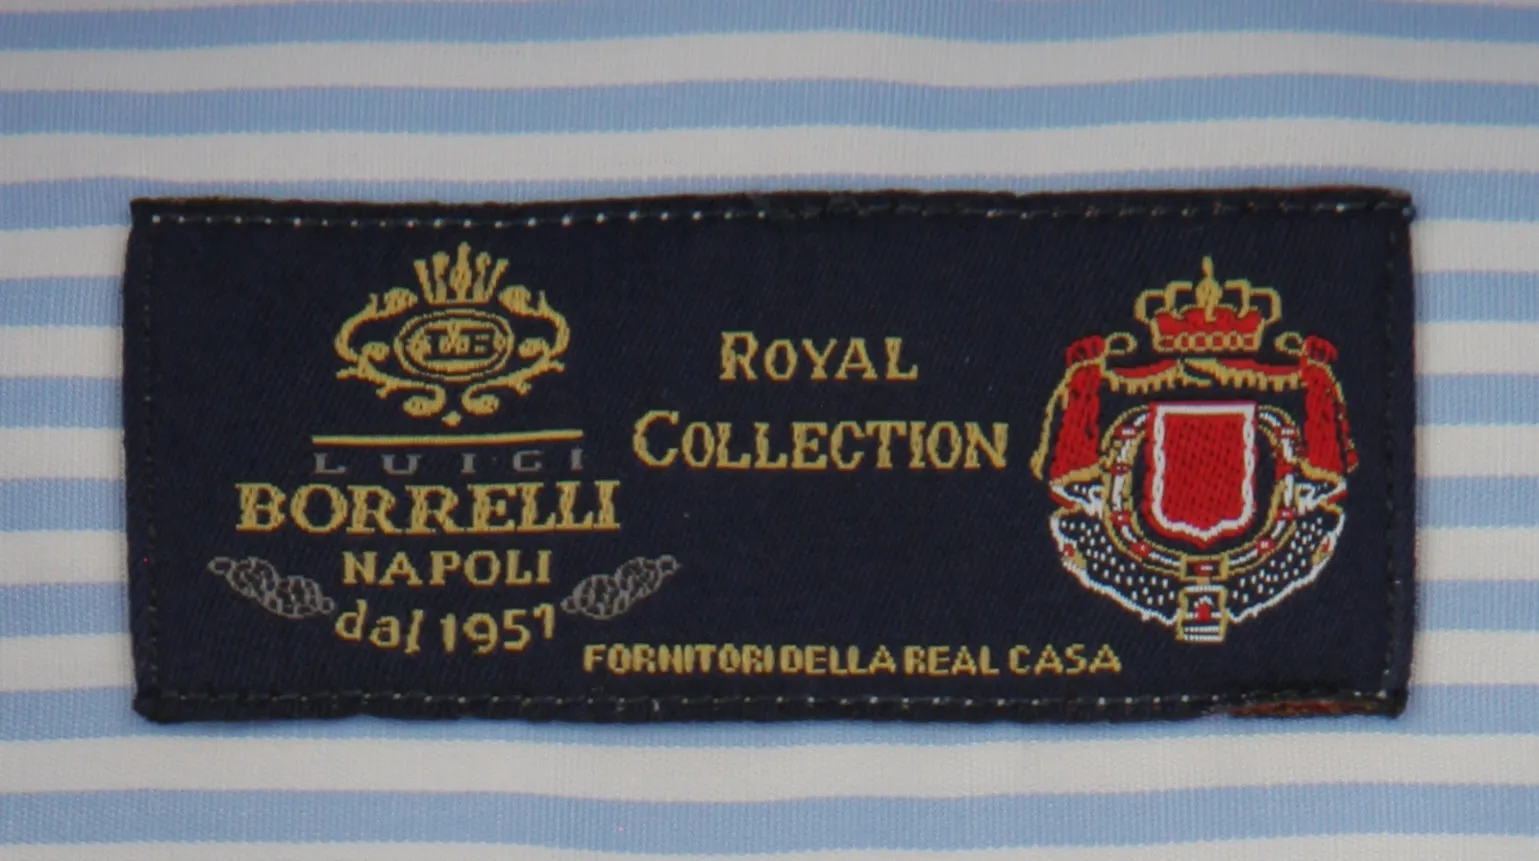 LUIGI
BORRELLI
NAPOLI
dal 1957
ROYAL
COLLECTION
FORNITORI DELLA REAL CASA